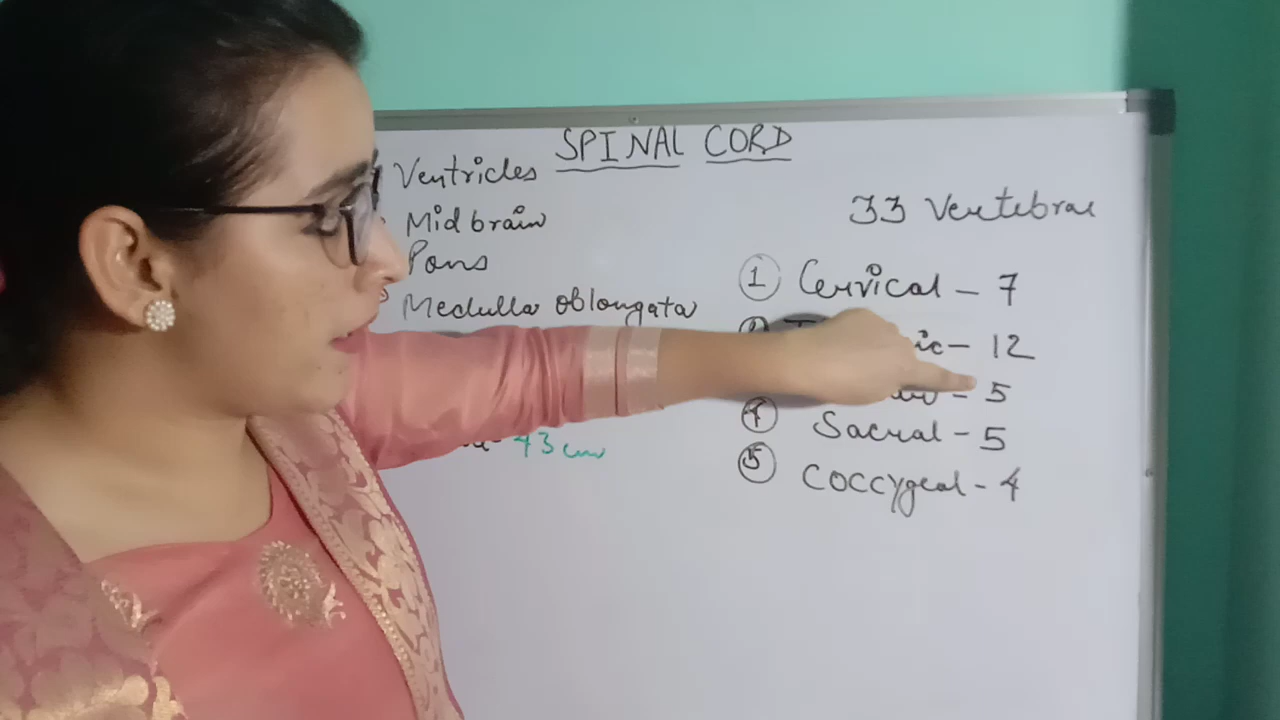 SPINAL CORD
Ventricles
Midbrain
Pons
Medulla oblongata
43 cm
33 Vertebrae
1 Cervical - 7
- 12
- 5
4 Sacral - 5
5 Coccygeal - 4